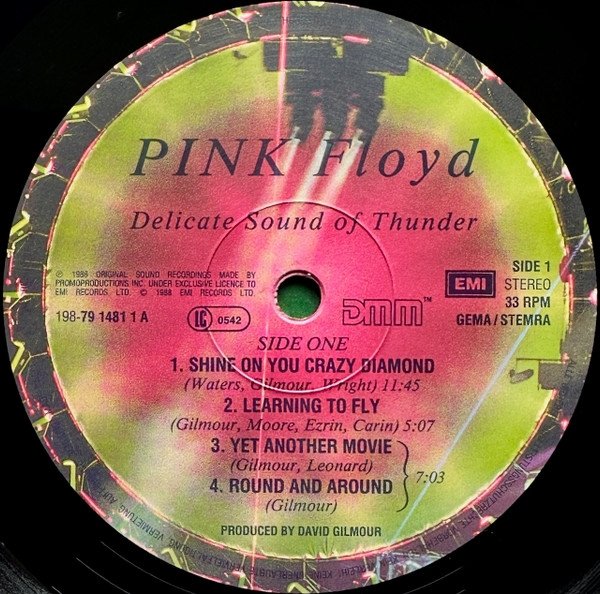 PINK Floyd
Delicate Sound of Thunder
℗ 1988 ORIGINAL SOUND RECORDINGS MADE BY
PROMOPRODUCTIONS INC. UNDER EXCLUSIVE LICENCE TO
EMI RECORDS LTD. © 1988 EMI RECORDS LTD.
198-79 1481 1 A
LC 0542
DMM™
EMI
SIDE 1
STEREO
33 RPM
GEMA/STEMRA
SIDE ONE
1. SHINE ON YOU CRAZY DIAMOND
(Waters, Gilmour, Wright) 11:45
2. LEARNING TO FLY
(Gilmour, Moore, Ezrin, Carin) 5:07
3. YET ANOTHER MOVIE
(Gilmour, Leonard)
7:03
4. ROUND AND AROUND
(Gilmour)
PRODUCED BY DAVID GILMOUR